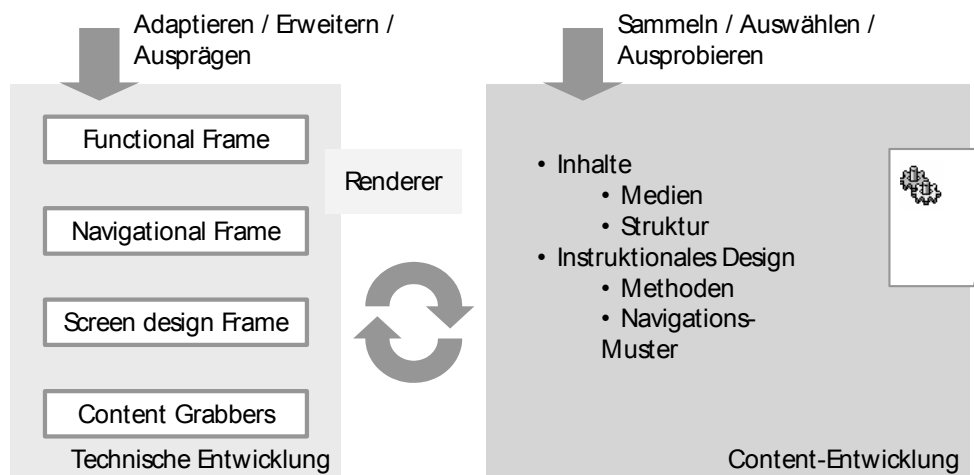 Adaptieren / Erweitern /
Ausprägen
Functional Frame
Navigational Frame
Screen design Frame
Content Grabbers
Technische Entwicklung
Renderer
Sammeln / Auswählen /
Ausprobieren
• Inhalte
• Medien
• Struktur
• Instruktionales Design
• Methoden
• Navigations-
Muster
Content-Entwicklung